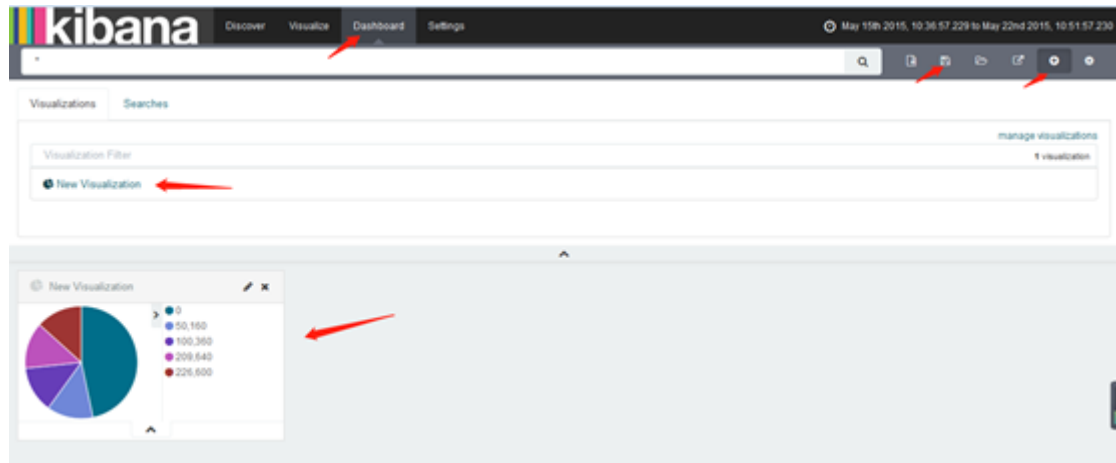 kibana Discover Visualize Dashboard Settings May 15th 2015, 10:36:57.229 to May 22nd 2015, 10:51:57.230
*
Visualizations Searches
manage visualizations
Visualization Filter 1 visualization
New Visualization
New Visualization
0
50,160
100,360
209,640
226,600